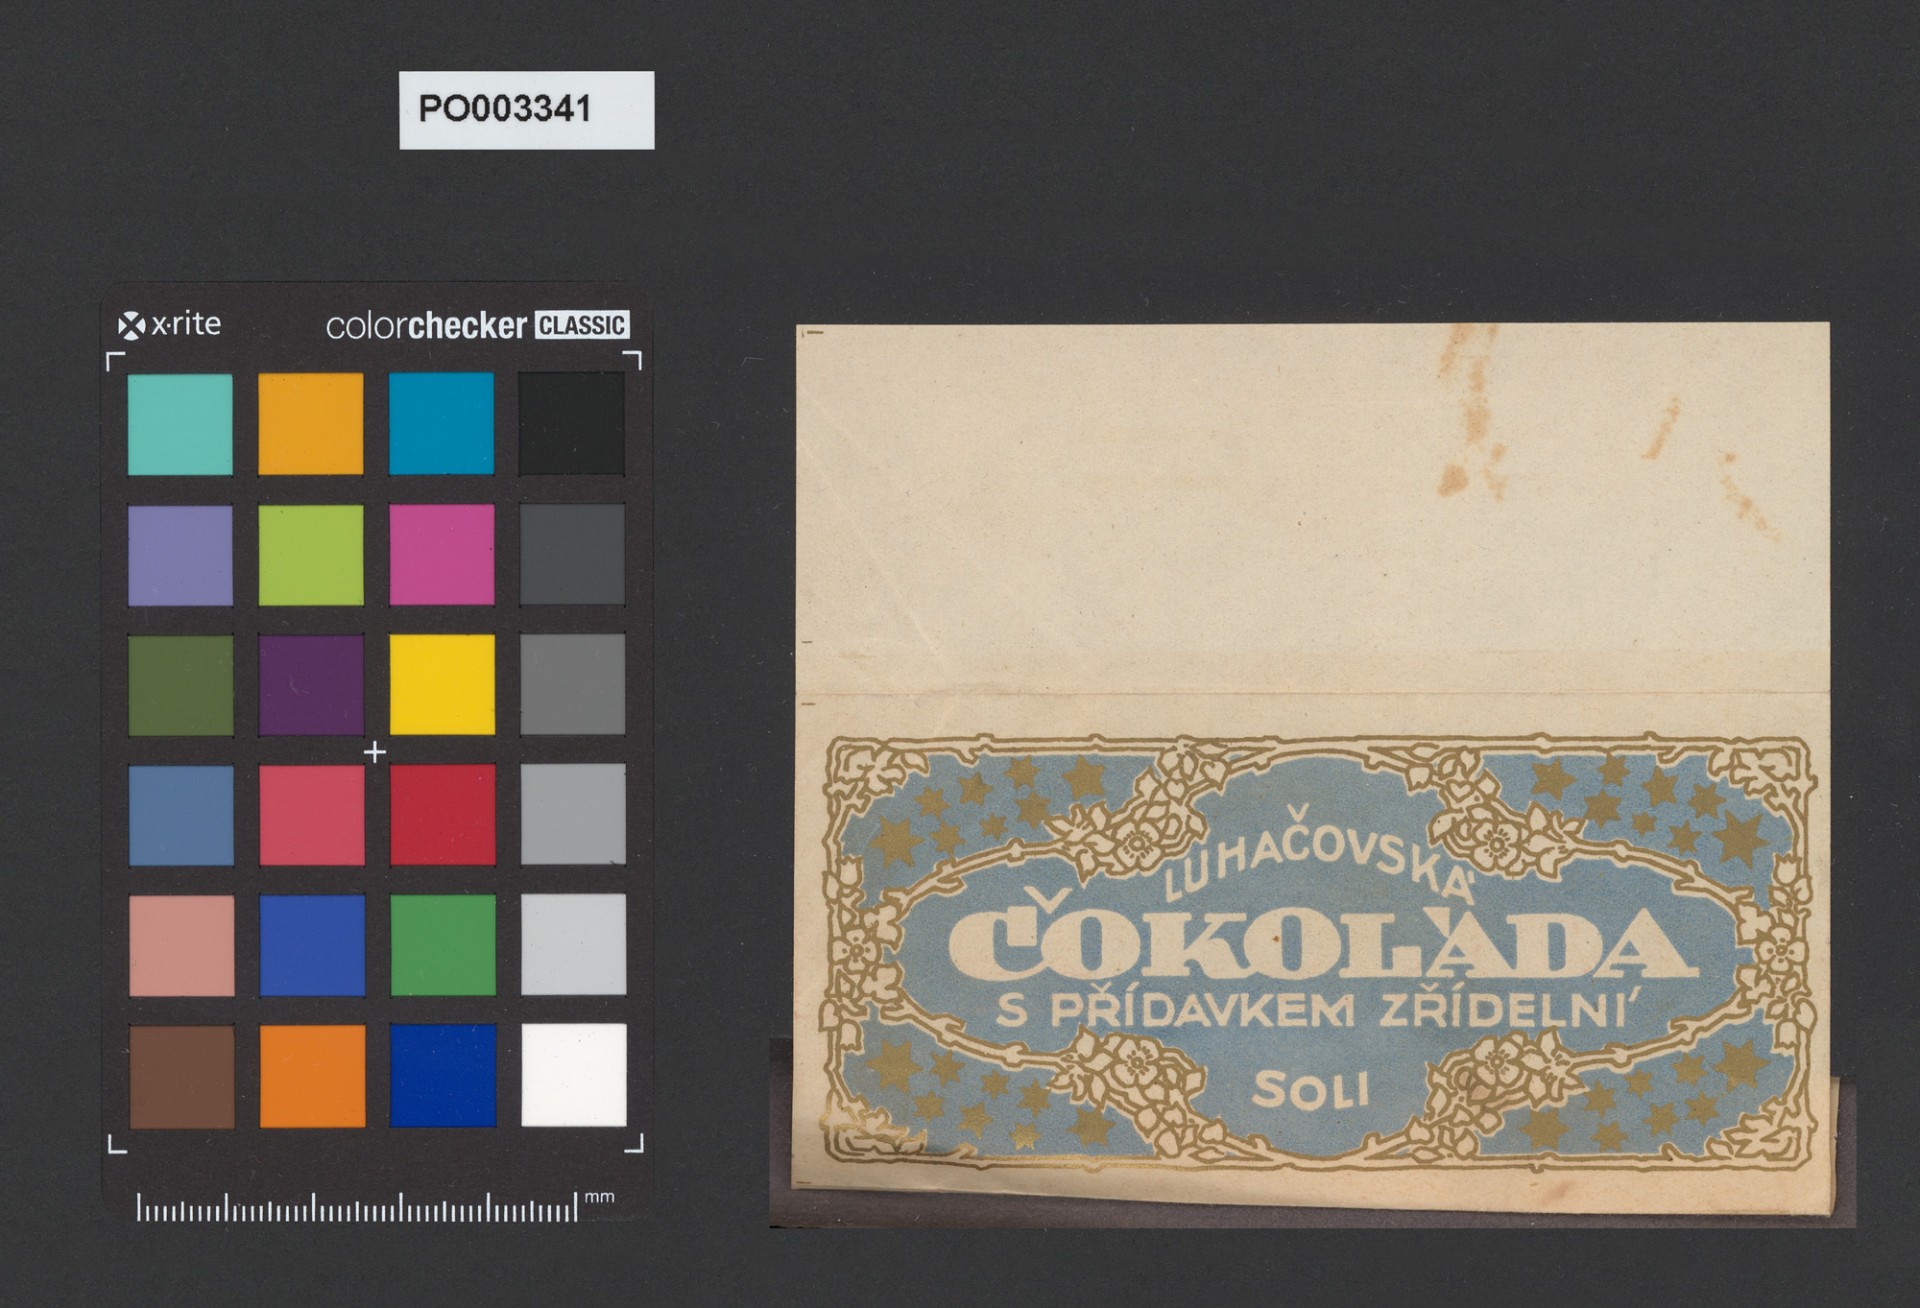 PO003341
x·rite
colorchecker CLASSIC
mm
LUHAČOVSKÁ
ČOKOLÁDA
S PŘÍDAVKEM ZŘÍDELNÍ
SOLI